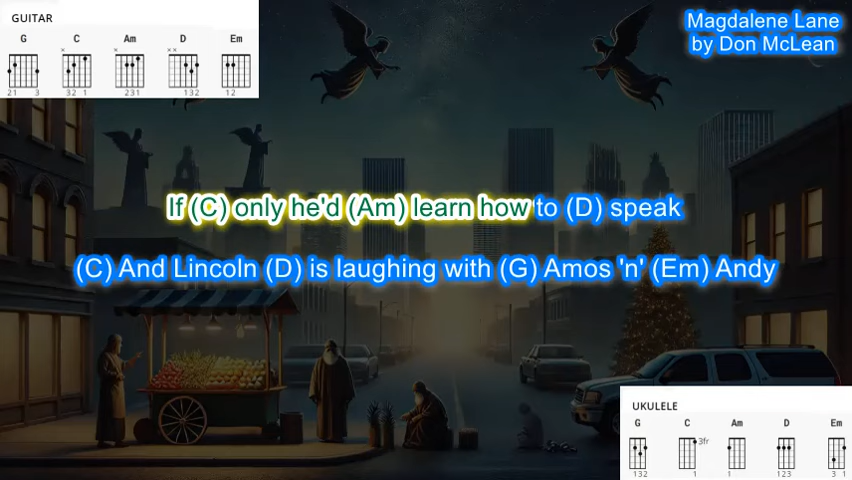 GUITAR
G C Am D Em
× × ××
21 3 32 1 231 132 12
Magdalene Lane
by Don McLean
If (C) only he'd (Am) learn how to (D) speak
(C) And Lincoln (D) is laughing with (G) Amos 'n' (Em) Andy
UKULELE
G C Am D Em
3fr
132 1 1 123 3 1